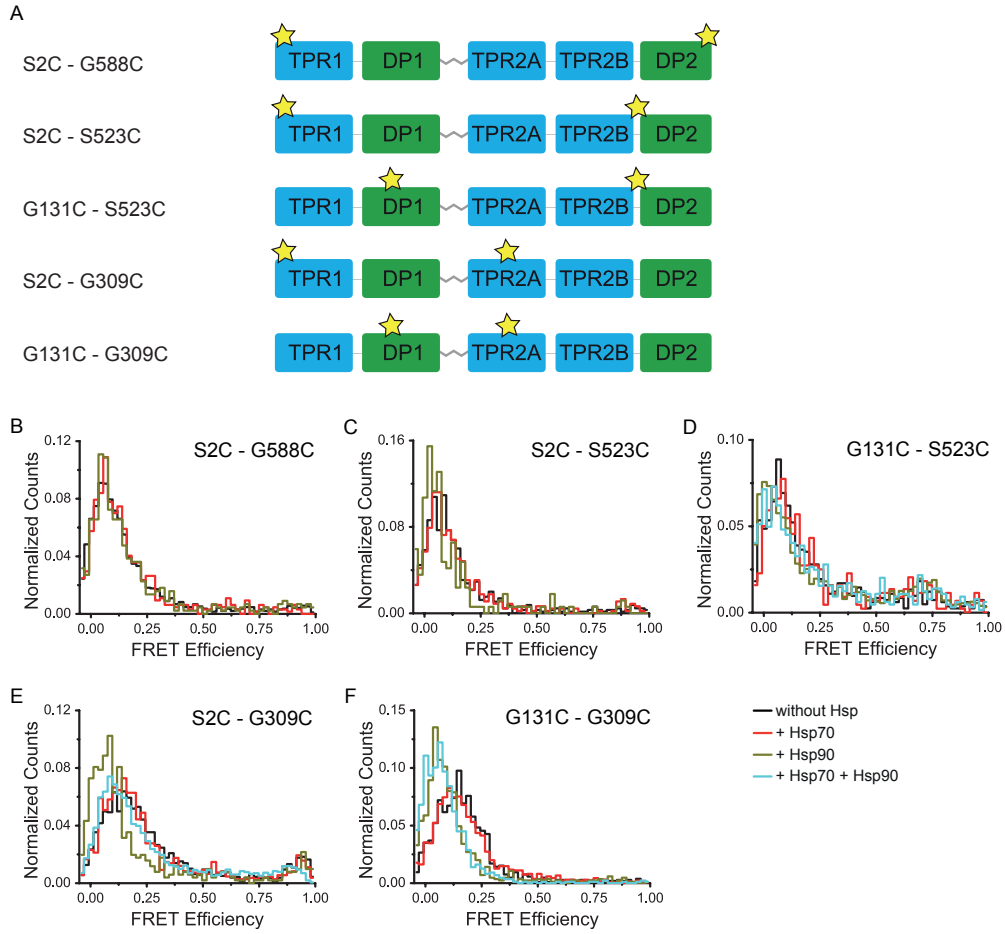 A
S2C - G588C
TPR1 DP1 TPR2A TPR2B DP2
S2C - S523C
TPR1 DP1 TPR2A TPR2B DP2
G131C - S523C
TPR1 DP1 TPR2A TPR2B DP2
S2C - G309C
TPR1 DP1 TPR2A TPR2B DP2
G131C - G309C
TPR1 DP1 TPR2A TPR2B DP2
B
S2C - G588C
Normalized Counts
0.12
0.08
0.04
0.00
0.00 0.25 0.50 0.75 1.00
FRET Efficiency
C
S2C - S523C
Normalized Counts
0.16
0.08
0.00
0.00 0.25 0.50 0.75 1.00
FRET Efficiency
D
G131C - S523C
Normalized Counts
0.10
0.05
0.00
0.00 0.25 0.50 0.75 1.00
FRET Efficiency
E
S2C - G309C
Normalized Counts
0.12
0.08
0.04
0.00
0.00 0.25 0.50 0.75 1.00
FRET Efficiency
F
G131C - G309C
Normalized Counts
0.15
0.10
0.05
0.00
0.00 0.25 0.50 0.75 1.00
FRET Efficiency
without Hsp
+ Hsp70
+ Hsp90
+ Hsp70 + Hsp90